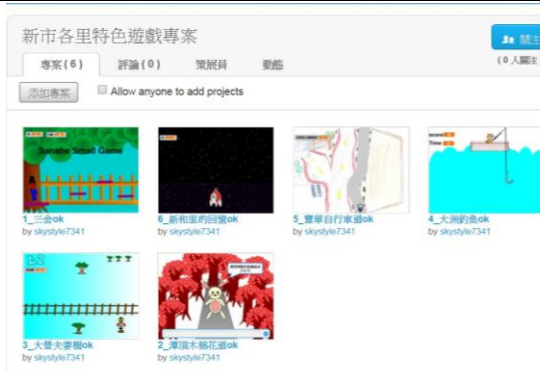 新市各里特色遊戲專案
關注
(0 人關注
專案(6)
評論(0)
策展員
動態
添加專案
Allow anyone to add projects
Sanshe Small Game
score
Time
1_三舍ok
by skystyle7341
6_新和里的回憶ok
by skystyle7341
5_豐華自行車道ok
by skystyle7341
4_大洲釣魚ok
by skystyle7341
3_大營夫妻樹ok
by skystyle7341
2_潭頂木棉花道ok
by skystyle7341